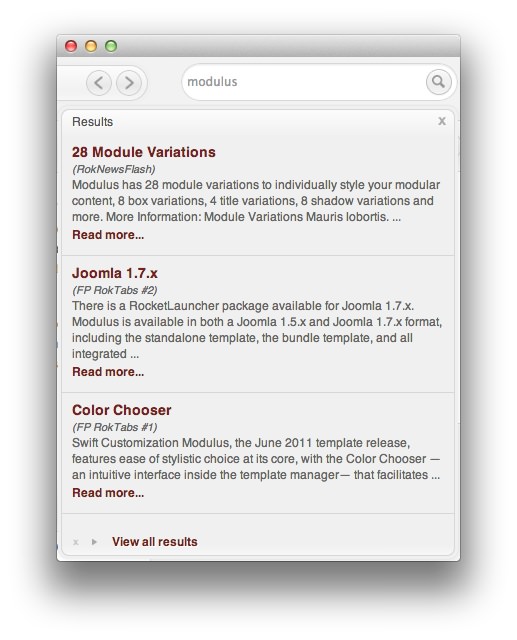 modulus
Results x
28 Module Variations
(RokNewsFlash)
Modulus has 28 module variations to individually style your modular
content, 8 box variations, 4 title variations, 8 shadow variations and
more. More Information: Module Variations Mauris lobortis. ...
Read more...
Joomla 1.7.x
(FP RokTabs #2)
There is a RocketLauncher package available for Joomla 1.7.x.
Modulus is available in both a Joomla 1.5.x and Joomla 1.7.x format,
including the standalone template, the bundle template, and all
integrated ...
Read more...
Color Chooser
(FP RokTabs #1)
Swift Customization Modulus, the June 2011 template release,
features ease of stylistic choice at its core, with the Color Chooser —
an intuitive interface inside the template manager— that facilitates ...
Read more...
x View all results